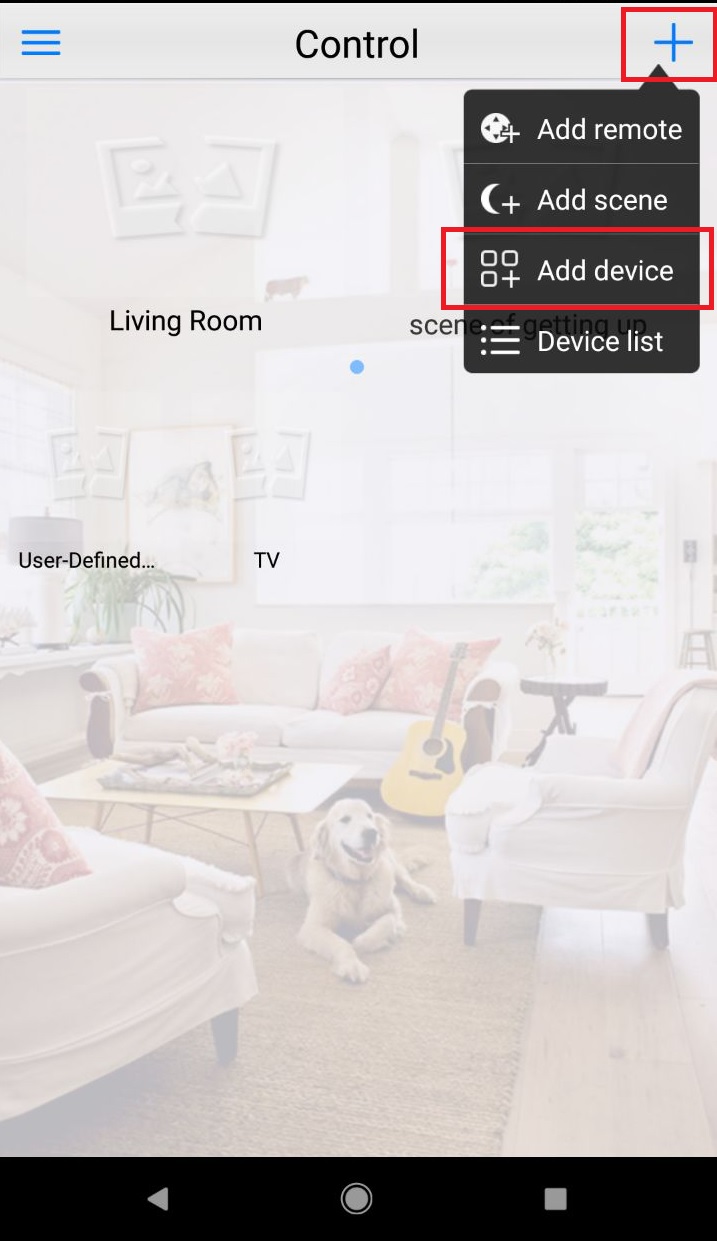 Control
Add remote
Add scene
Add device
Living Room
scene of getting up
Device list
User-Defined...
TV